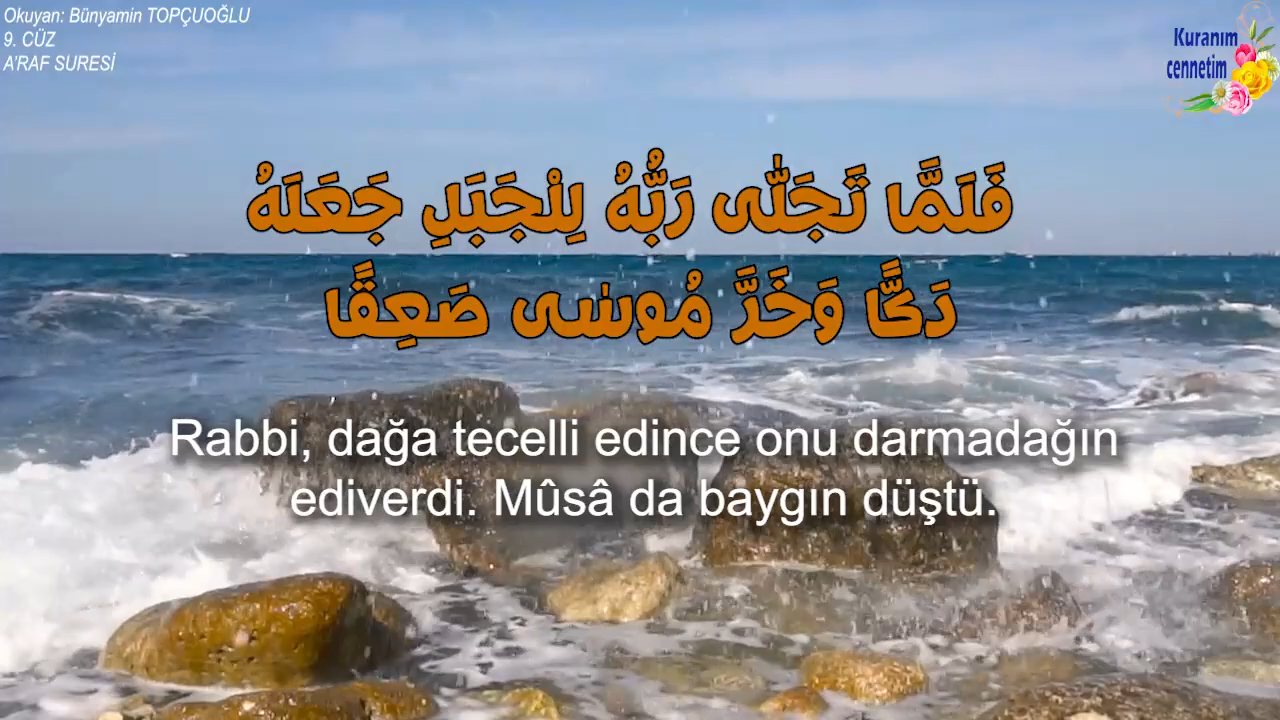 Okuyan: Bünyamin TOPÇUOĞLU
9. CÜZ
A'RAF SURESİ
Kuranım
cennetim
فَلَمَّا تَجَلّٰى رَبُّهُ لِلْجَبَلِ جَعَلَهُ
دَكًّا وَخَرَّ مُوسٰى صَعِقًا
Rabbi, dağa tecelli edince onu darmadağın
ediverdi. Mûsâ da baygın düştü.